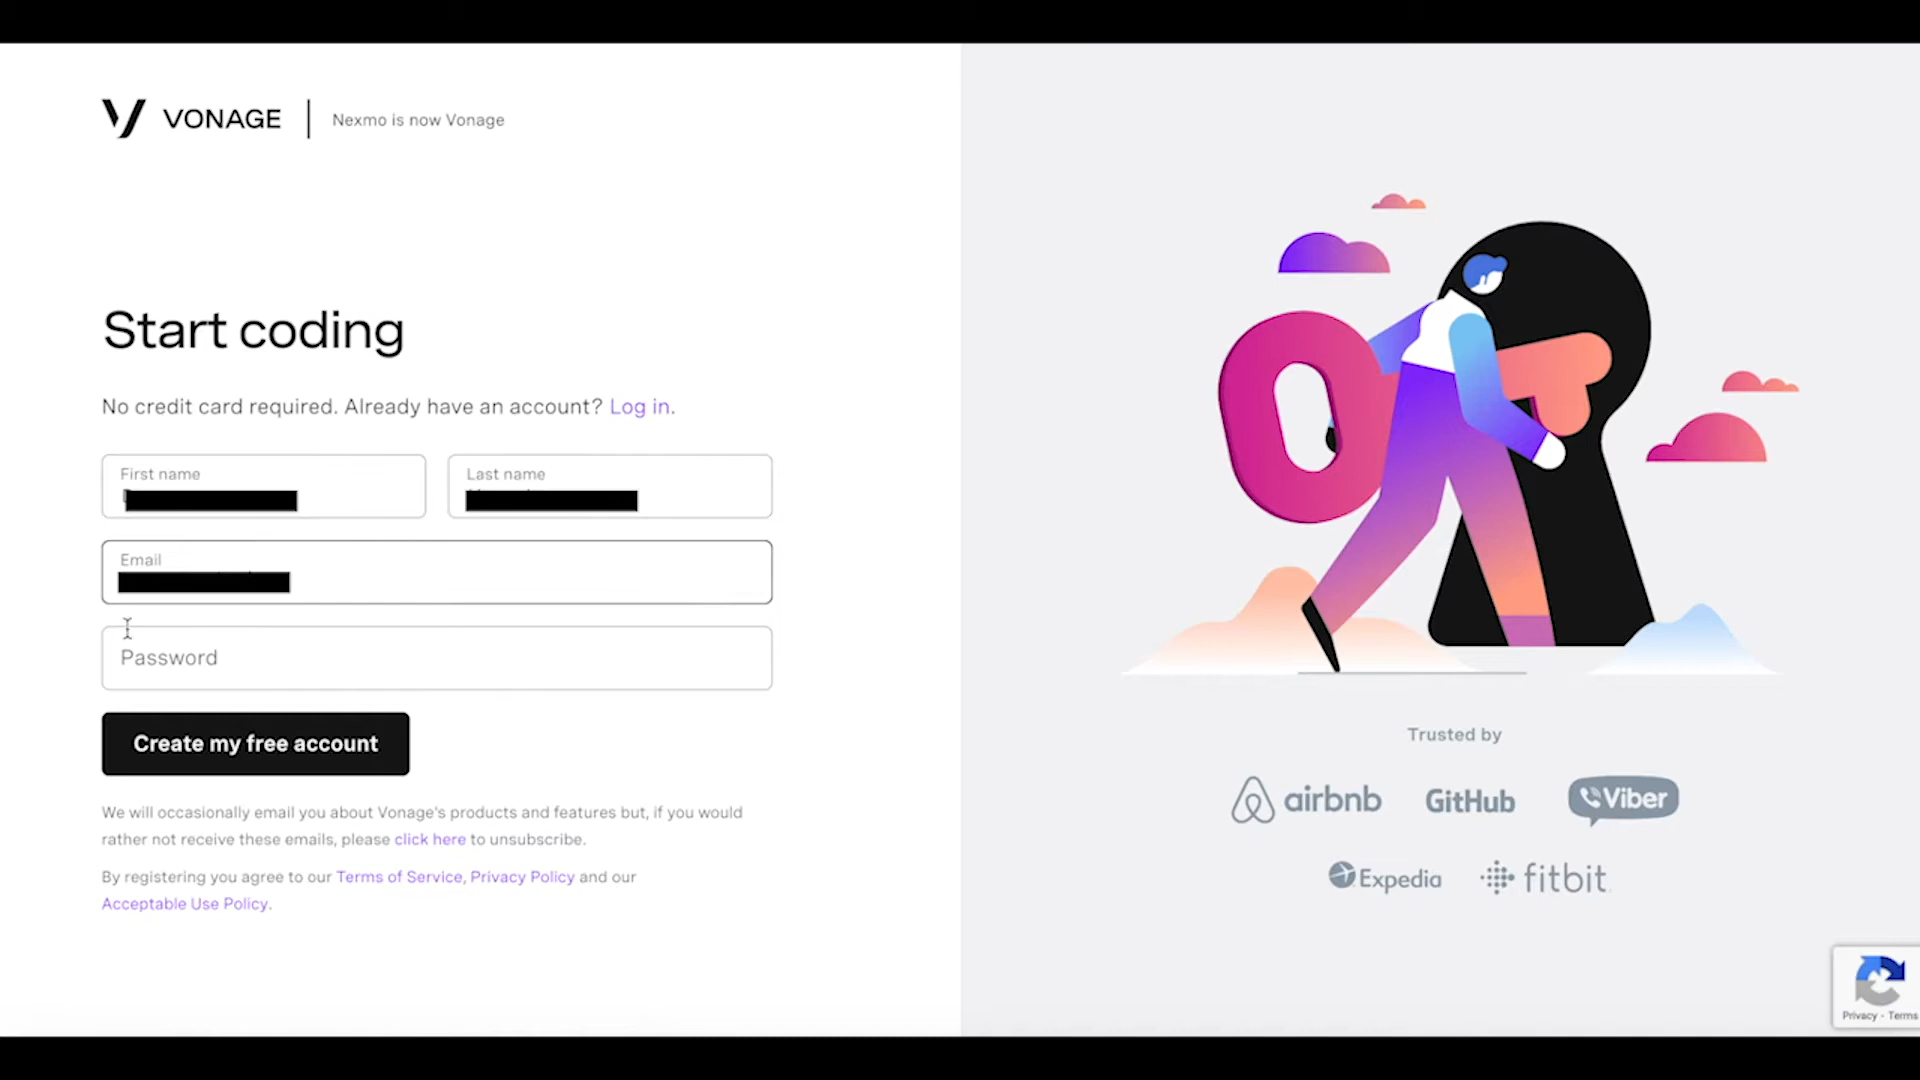 VONAGE
Nexmo is now Vonage
Start coding
No credit card required. Already have an account? Log in.
First name
Last name
Email
Password
Create my free account
We will occasionally email you about Vonage's products and features but, if you would
rather not receive these emails, please click here to unsubscribe.
By registering you agree to our Terms of Service, Privacy Policy and our
Acceptable Use Policy.
Trusted by
airbnb
GitHub
Viber
Expedia
fitbit
Privacy - Terms